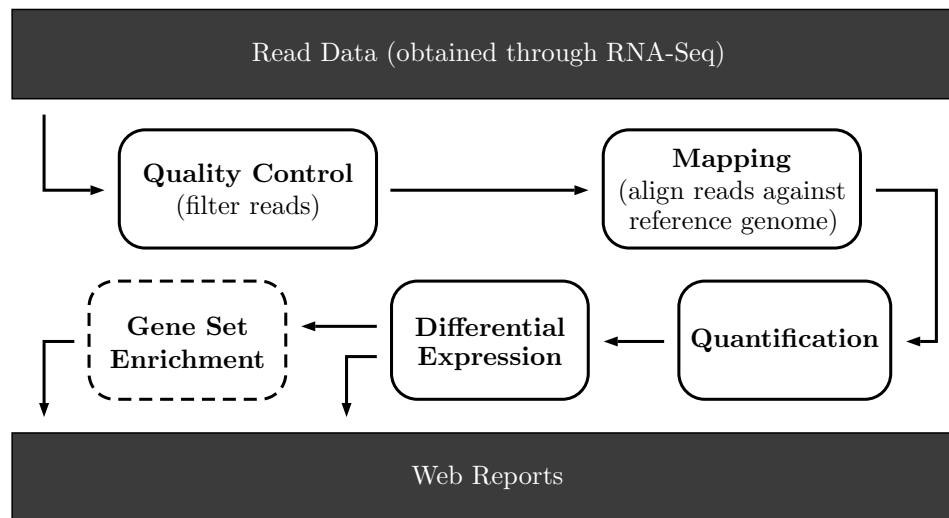 Read Data (obtained through RNA-Seq)
Quality Control
(filter reads)
Mapping
(align reads against
reference genome)
Gene Set
Enrichment
Differential
Expression
Quantification
Web Reports